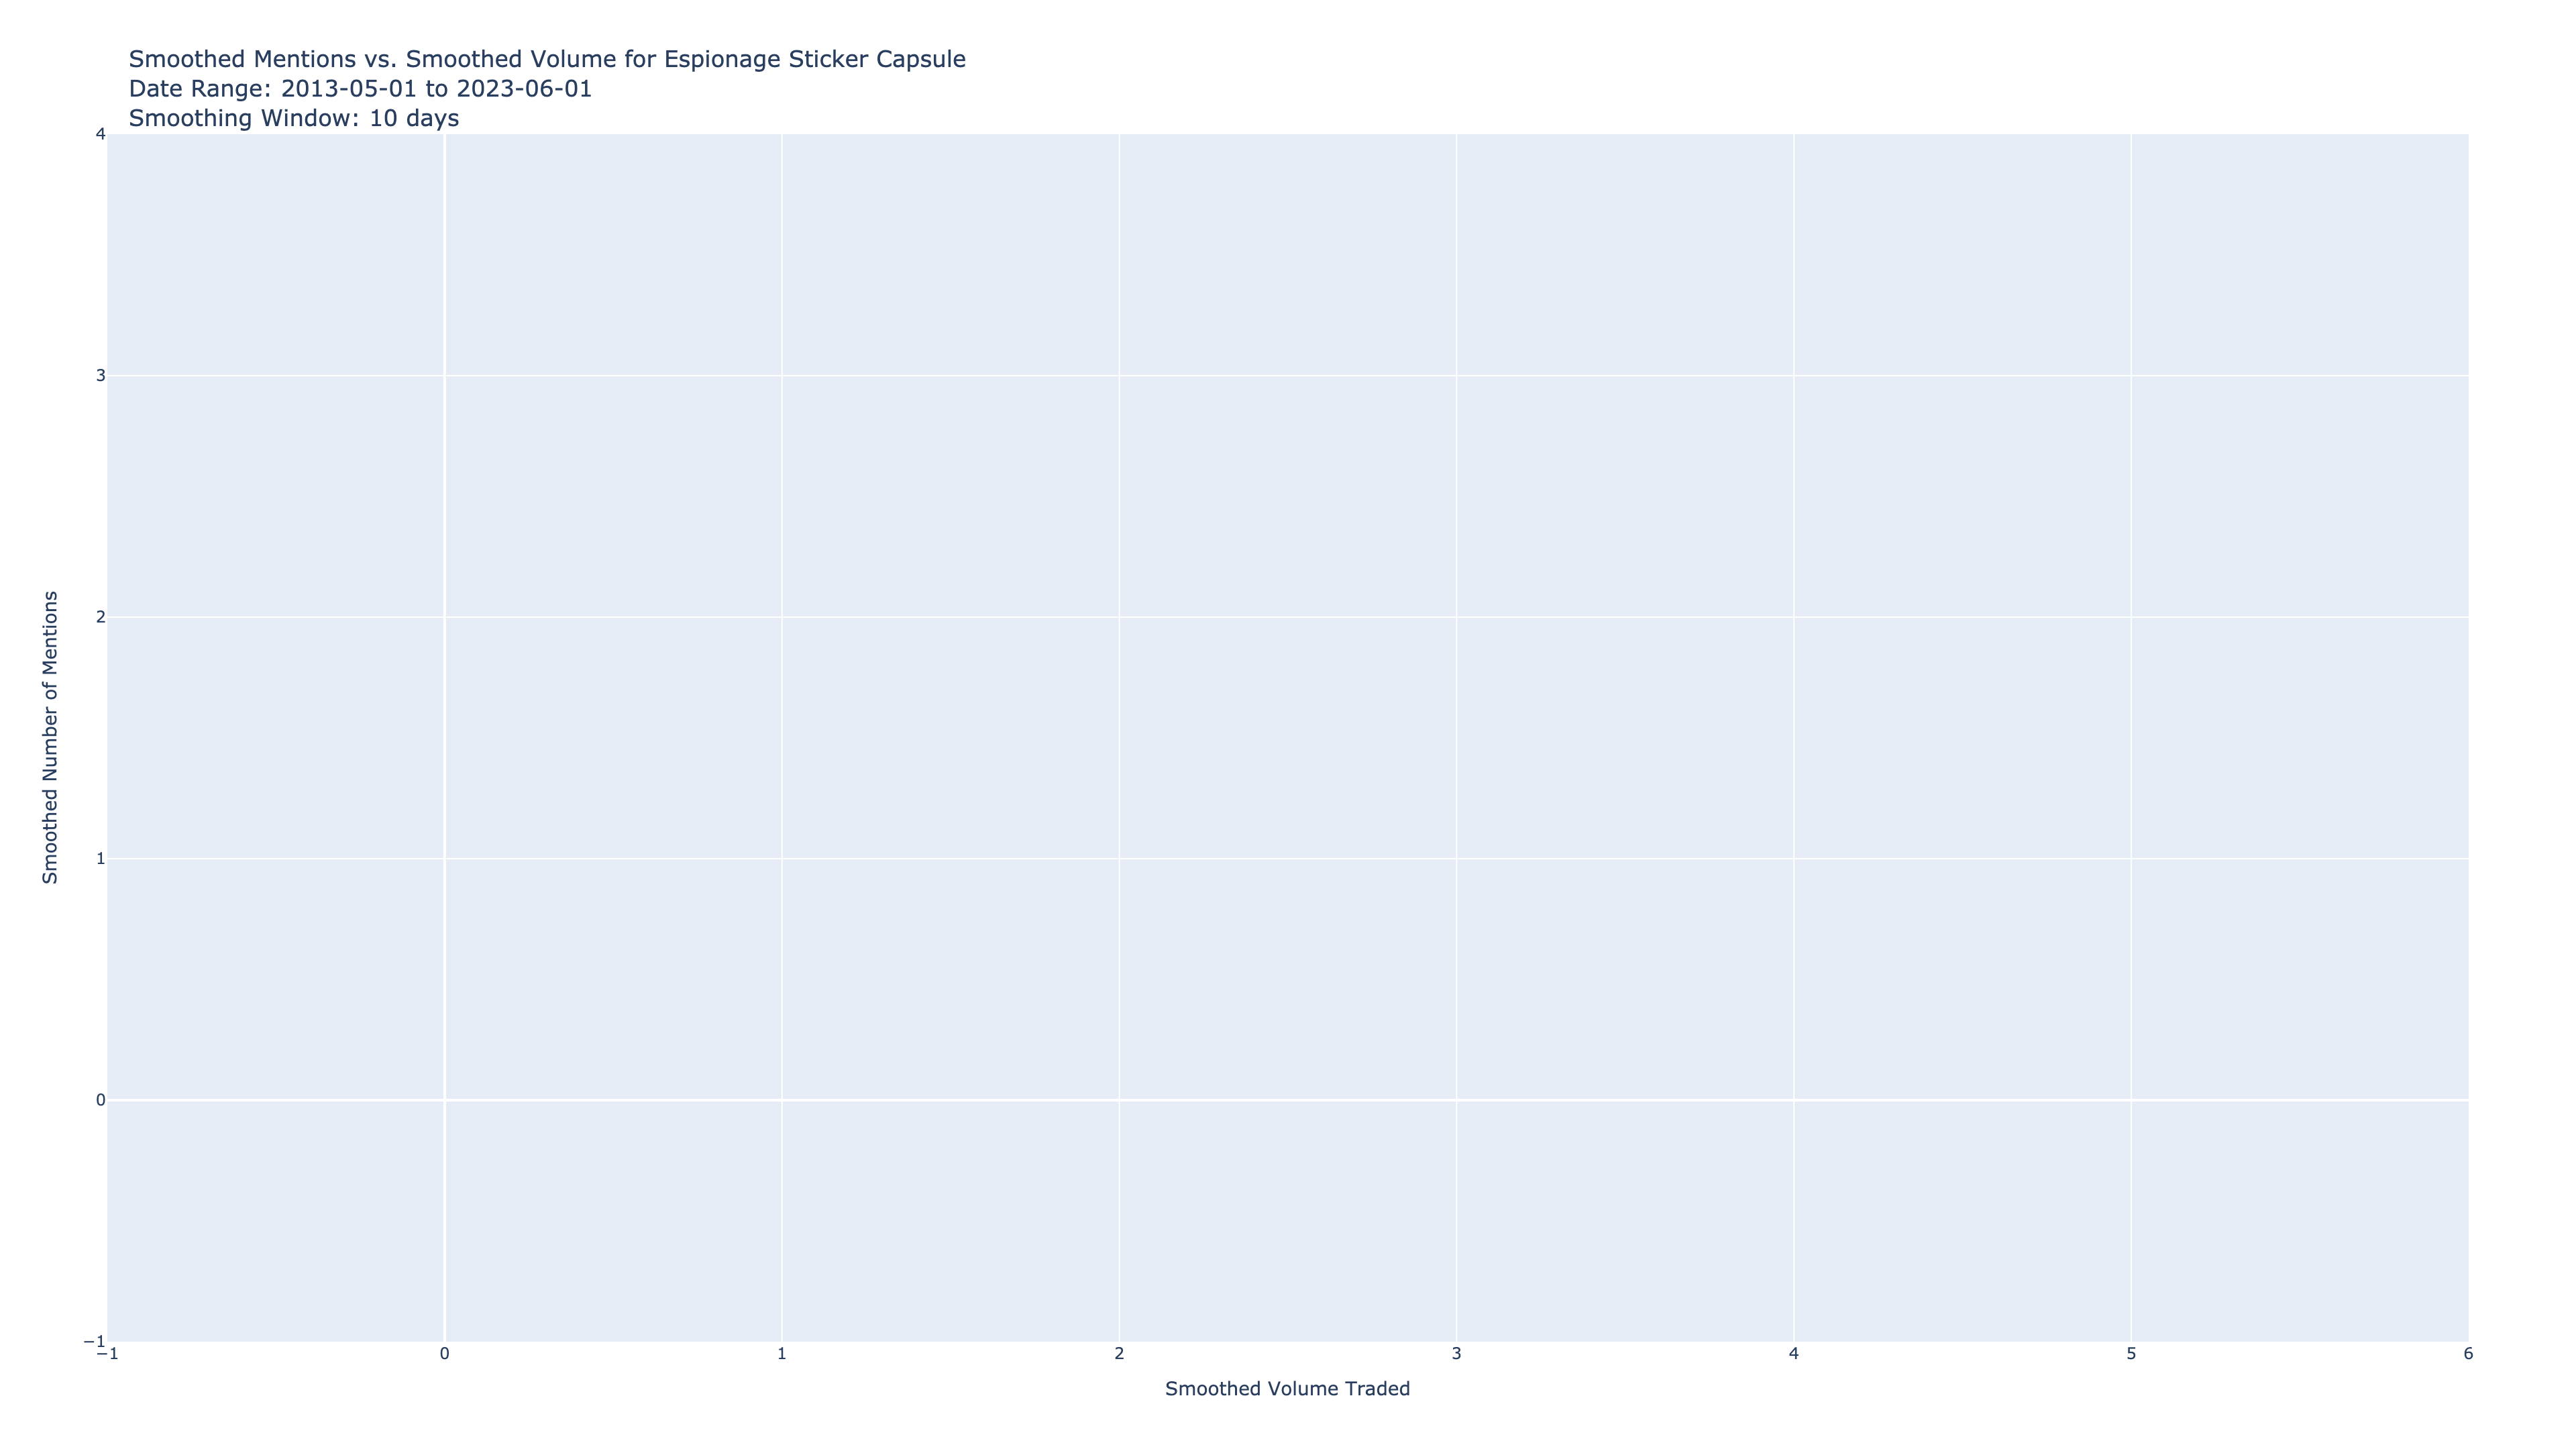 Smoothed Mentions vs. Smoothed Volume for Espionage Sticker Capsule
Date Range: 2013-05-01 to 2023-06-01
Smoothing Window: 10 days
4
3
2
1
0
−1
Smoothed Number of Mentions
−1
0
1
2
3
4
5
6
Smoothed Volume Traded